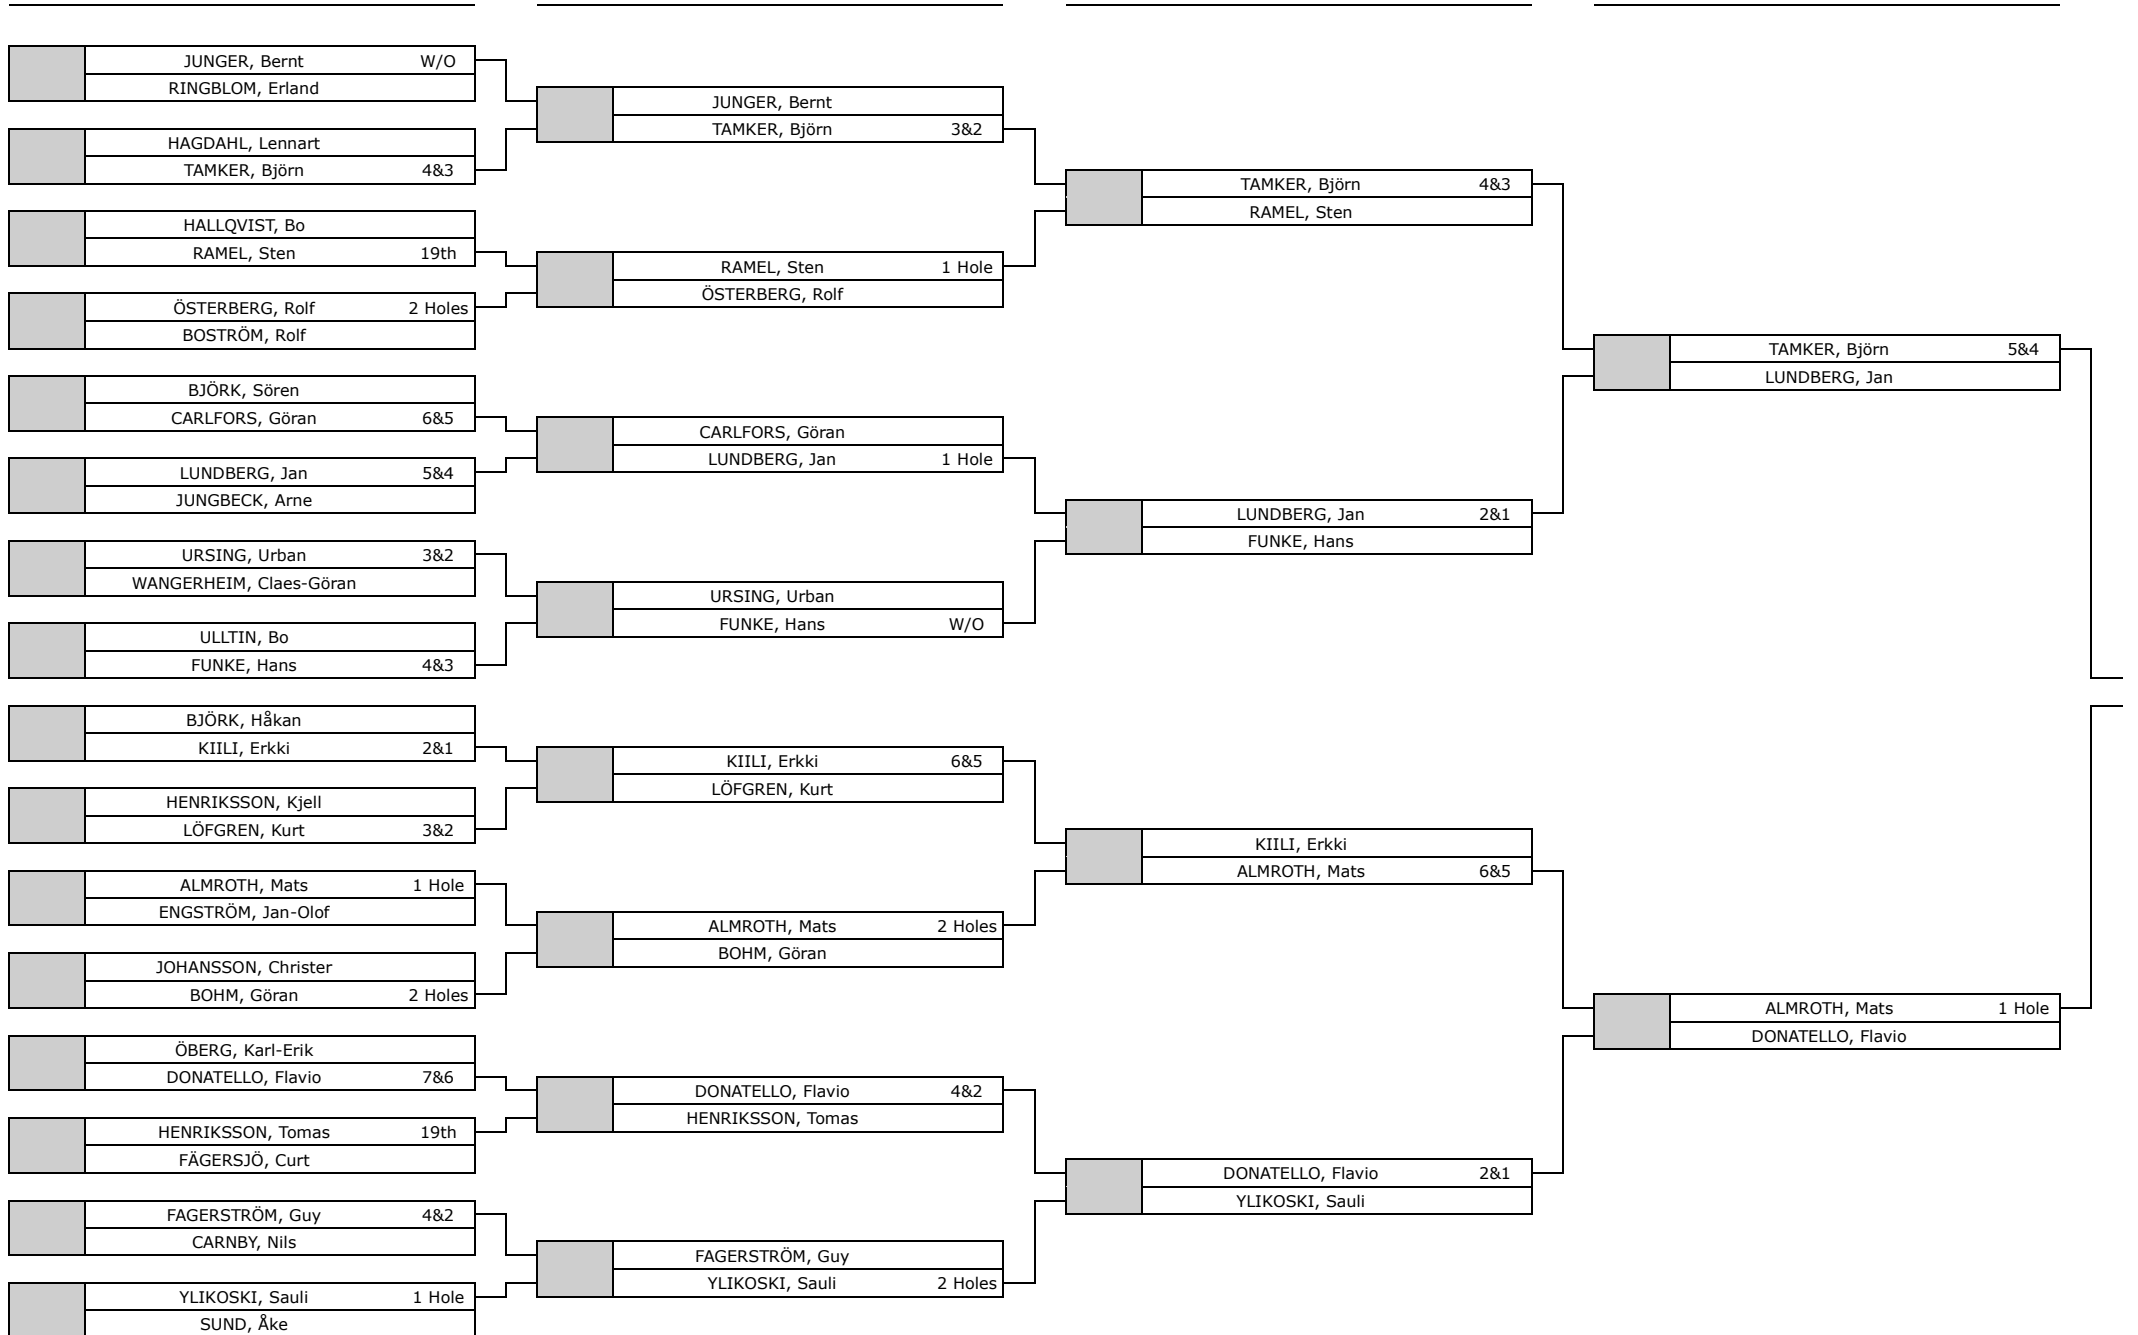 JUNGER, Bernt W/O
RINGBLOM, Erland
HAGDAHL, Lennart
TAMKER, Björn 4&3
HALLQVIST, Bo
RAMEL, Sten 19th
ÖSTERBERG, Rolf 2 Holes
BOSTRÖM, Rolf
BJÖRK, Sören
CARLFORS, Göran 6&5
LUNDBERG, Jan 5&4
JUNGBECK, Arne
URSING, Urban 3&2
WANGERHEIM, Claes-Göran
ULLTIN, Bo
FUNKE, Hans 4&3
BJÖRK, Håkan
KIILI, Erkki 2&1
HENRIKSSON, Kjell
LÖFGREN, Kurt 3&2
ALMROTH, Mats 1 Hole
ENGSTRÖM, Jan-Olof
JOHANSSON, Christer
BOHM, Göran 2 Holes
ÖBERG, Karl-Erik
DONATELLO, Flavio 7&6
HENRIKSSON, Tomas 19th
FÄGERSJÖ, Curt
FAGERSTRÖM, Guy 4&2
CARNBY, Nils
YLIKOSKI, Sauli 1 Hole
SUND, Åke
JUNGER, Bernt
TAMKER, Björn 3&2
RAMEL, Sten 1 Hole
ÖSTERBERG, Rolf
CARLFORS, Göran
LUNDBERG, Jan 1 Hole
URSING, Urban
FUNKE, Hans W/O
KIILI, Erkki 6&5
LÖFGREN, Kurt
ALMROTH, Mats 2 Holes
BOHM, Göran
DONATELLO, Flavio 4&2
HENRIKSSON, Tomas
FAGERSTRÖM, Guy
YLIKOSKI, Sauli 2 Holes
TAMKER, Björn 4&3
RAMEL, Sten
LUNDBERG, Jan 2&1
FUNKE, Hans
KIILI, Erkki
ALMROTH, Mats 6&5
DONATELLO, Flavio 2&1
YLIKOSKI, Sauli
TAMKER, Björn 5&4
LUNDBERG, Jan
ALMROTH, Mats 1 Hole
DONATELLO, Flavio